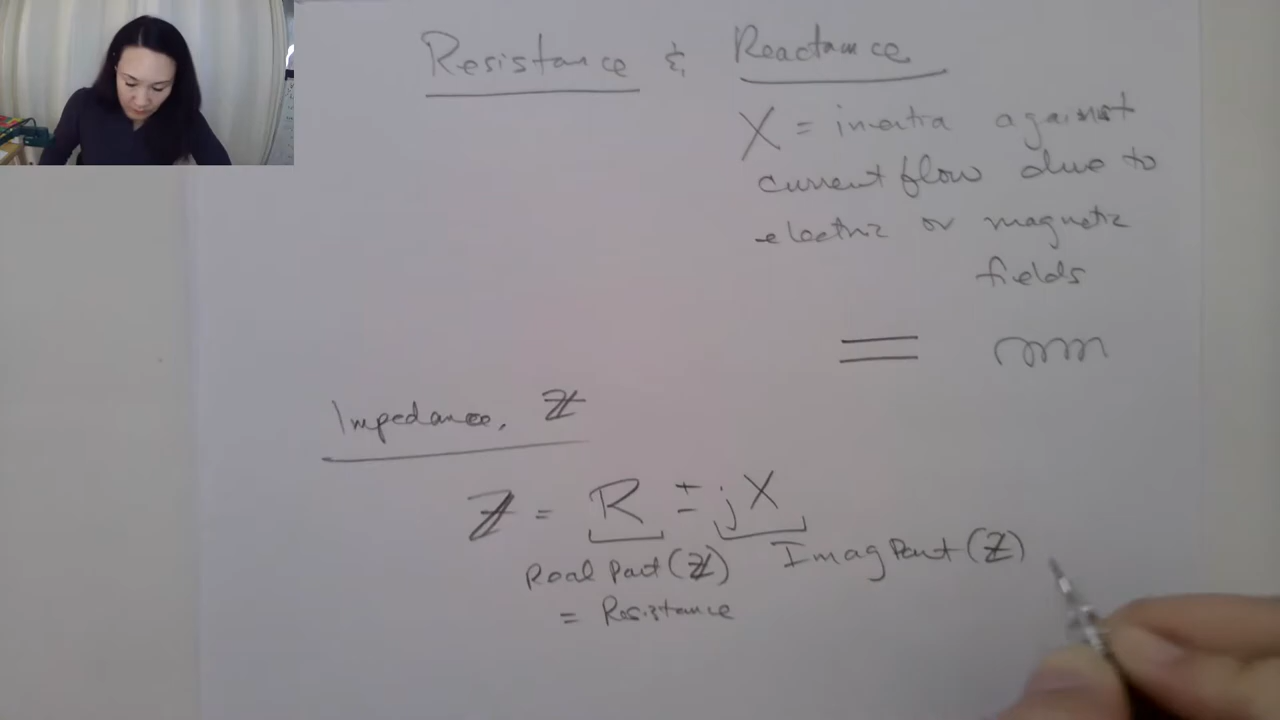 Resistance & Reactance
X = inertia against
current flow due to
electric or magnetic
fields
Impedance, Z
Z = R ± jX
Real Part (Z) Imag Part (Z)
= Resistance